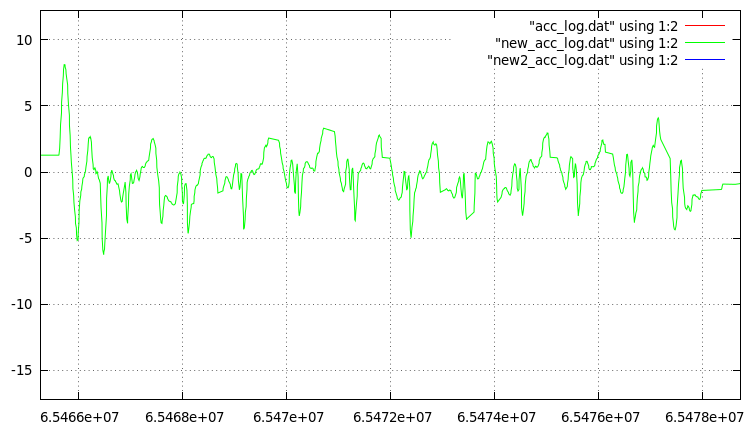 "acc_log.dat" using 1:2
"new_acc_log.dat" using 1:2
"new2_acc_log.dat" using 1:2
10
5
0
-5
-10
-15
6.5466e+07 6.5468e+07 6.547e+07 6.5472e+07 6.5474e+07 6.5476e+07 6.5478e+07